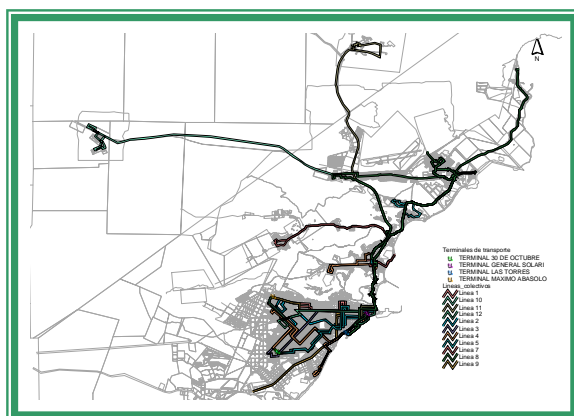 N
Terminales de transporte
TERMINAL 30 DE OCTUBRE
TERMINAL GENERAL SOLARI
TERMINAL LAS TORRES
TERMINAL MAXIMO ABASOLO
Lineas_colectivos
Linea 1
Linea 10
Linea 11
Linea 12
Linea 2
Linea 3
Linea 4
Linea 5
Linea 7
Linea 8
Linea 9